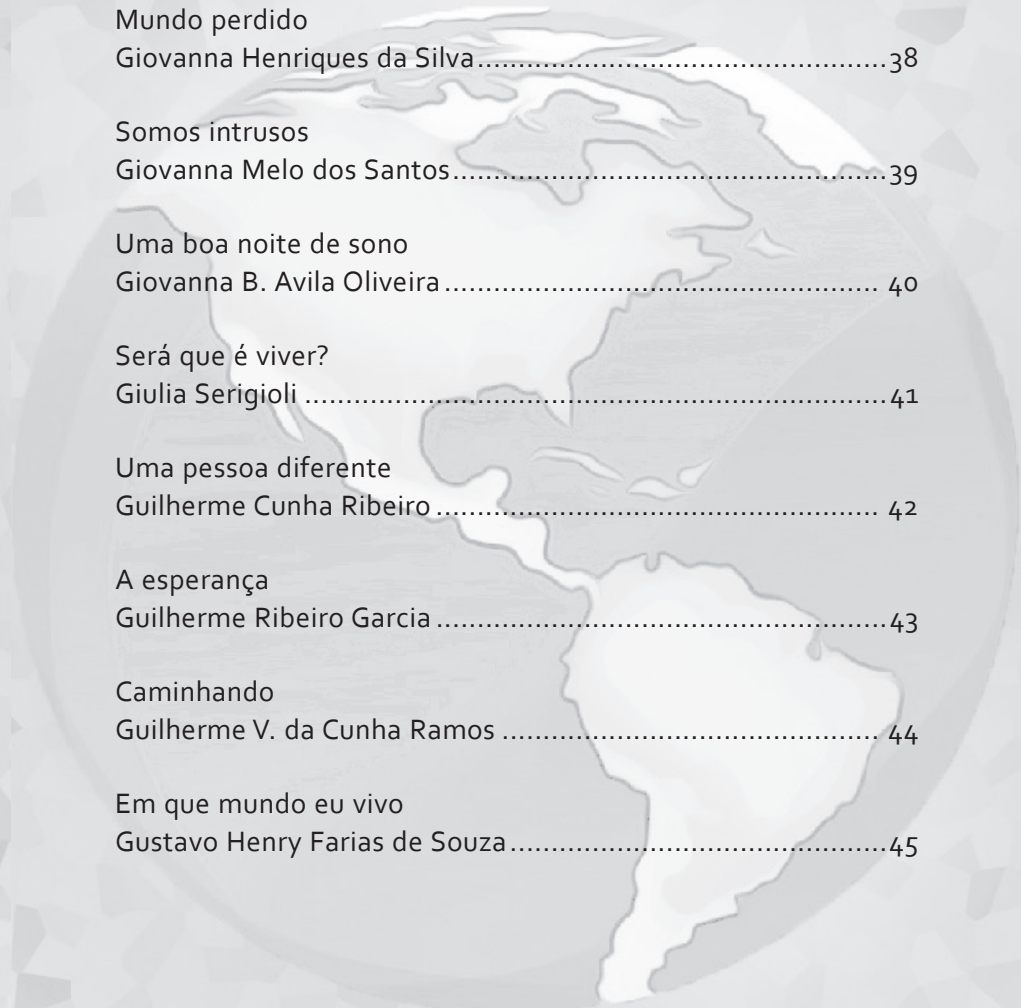 Mundo perdido
Giovanna Henriques da Silva..................................................38
Somos intrusos
Giovanna Melo dos Santos.....................................................39
Uma boa noite de sono
Giovanna B. Avila Oliveira..................................................... 40
Será que é viver?
Giulia Serigioli .......................................................................41
Uma pessoa diferente
Guilherme Cunha Ribeiro...................................................... 42
A esperança
Guilherme Ribeiro Garcia.......................................................43
Caminhando
Guilherme V. da Cunha Ramos .............................................. 44
Em que mundo eu vivo
Gustavo Henry Farias de Souza..............................................45